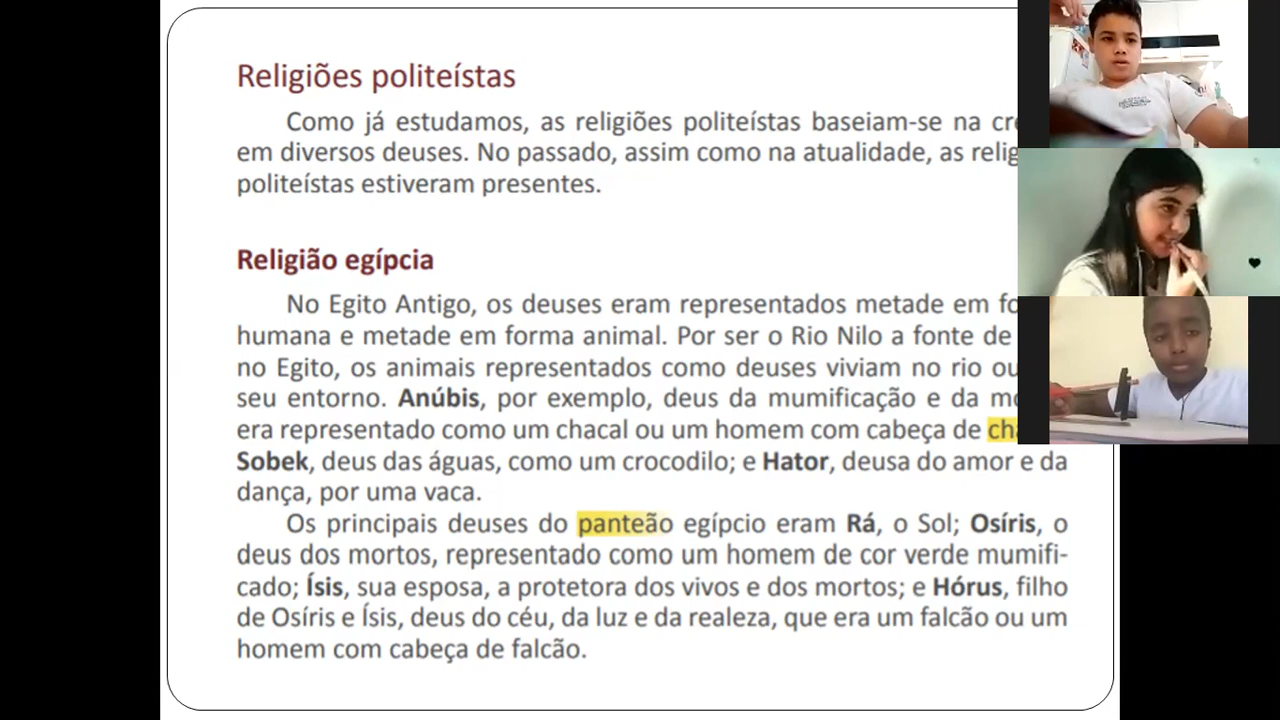 Religiões politeístas
Como já estudamos, as religiões politeístas baseiam-se na
em diversos deuses. No passado, assim como na atualidade, as
politeístas estiveram presentes.
Religião egípcia
No Egito Antigo, os deuses eram representados metade em
humana e metade em forma animal. Por ser o Rio Nilo a fonte de
no Egito, os animais representados como deuses viviam no rio ou
seu entorno. Anúbis, por exemplo, deus da mumificação e da
era representado como um chacal ou um homem com cabeça de
Sobek, deus das águas, como um crocodilo; e Hator, deusa do amor e da
dança, por uma vaca.
Os principais deuses do panteão egípcio eram Rá, o Sol; Osíris, o
deus dos mortos, representado como um homem de cor verde mumifi-
cado; Ísis, sua esposa, a protetora dos vivos e dos mortos; e Hórus, filho
de Osíris e Ísis, deus do céu, da luz e da realeza, que era um falcão ou um
homem com cabeça de falcão.